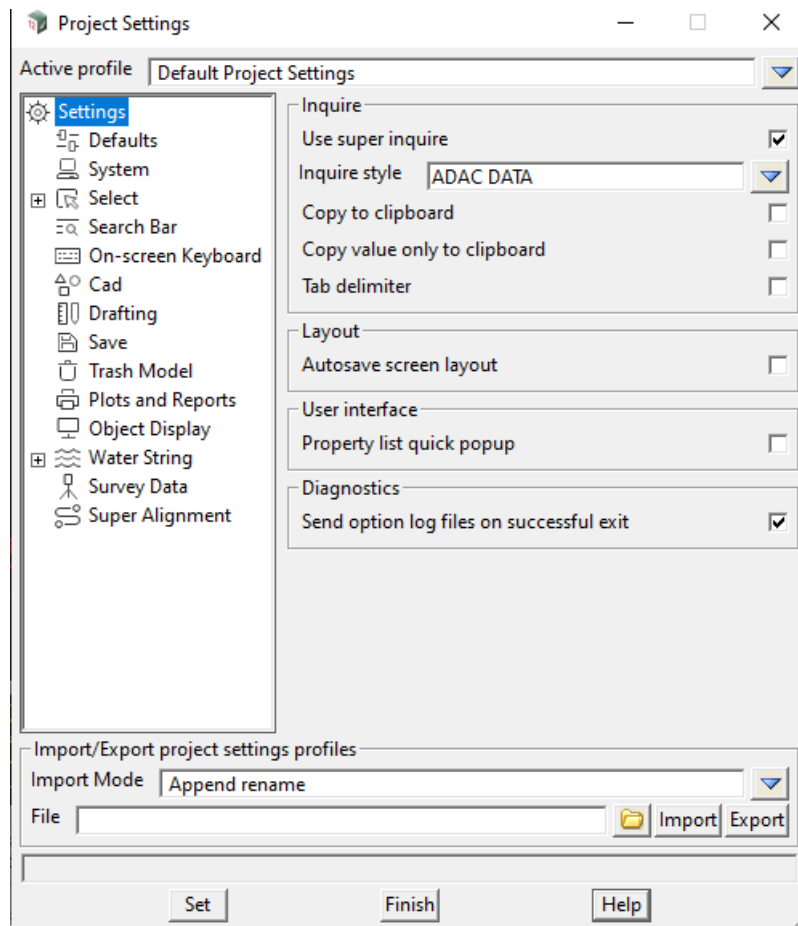 Project Settings
Active profile Default Project Settings
Settings
Defaults
System
Select
Search Bar
On-screen Keyboard
Cad
Drafting
Save
Trash Model
Plots and Reports
Object Display
Water String
Survey Data
Super Alignment
Inquire
Use super inquire
Inquire style ADAC DATA
Copy to clipboard
Copy value only to clipboard
Tab delimiter
Layout
Autosave screen layout
User interface
Property list quick popup
Diagnostics
Send option log files on successful exit
Import/Export project settings profiles
Import Mode Append rename
File Import Export
Set Finish Help